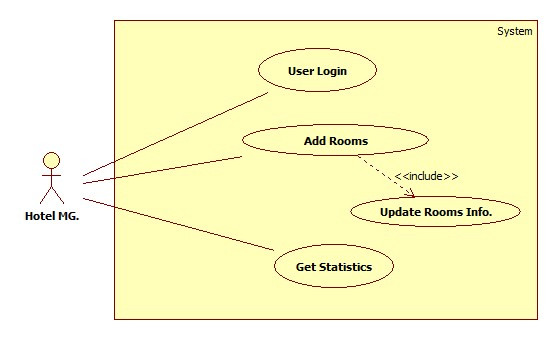 System
User Login
Add Rooms
<<include>>
Hotel MG.
Update Rooms Info.
Get Statistics